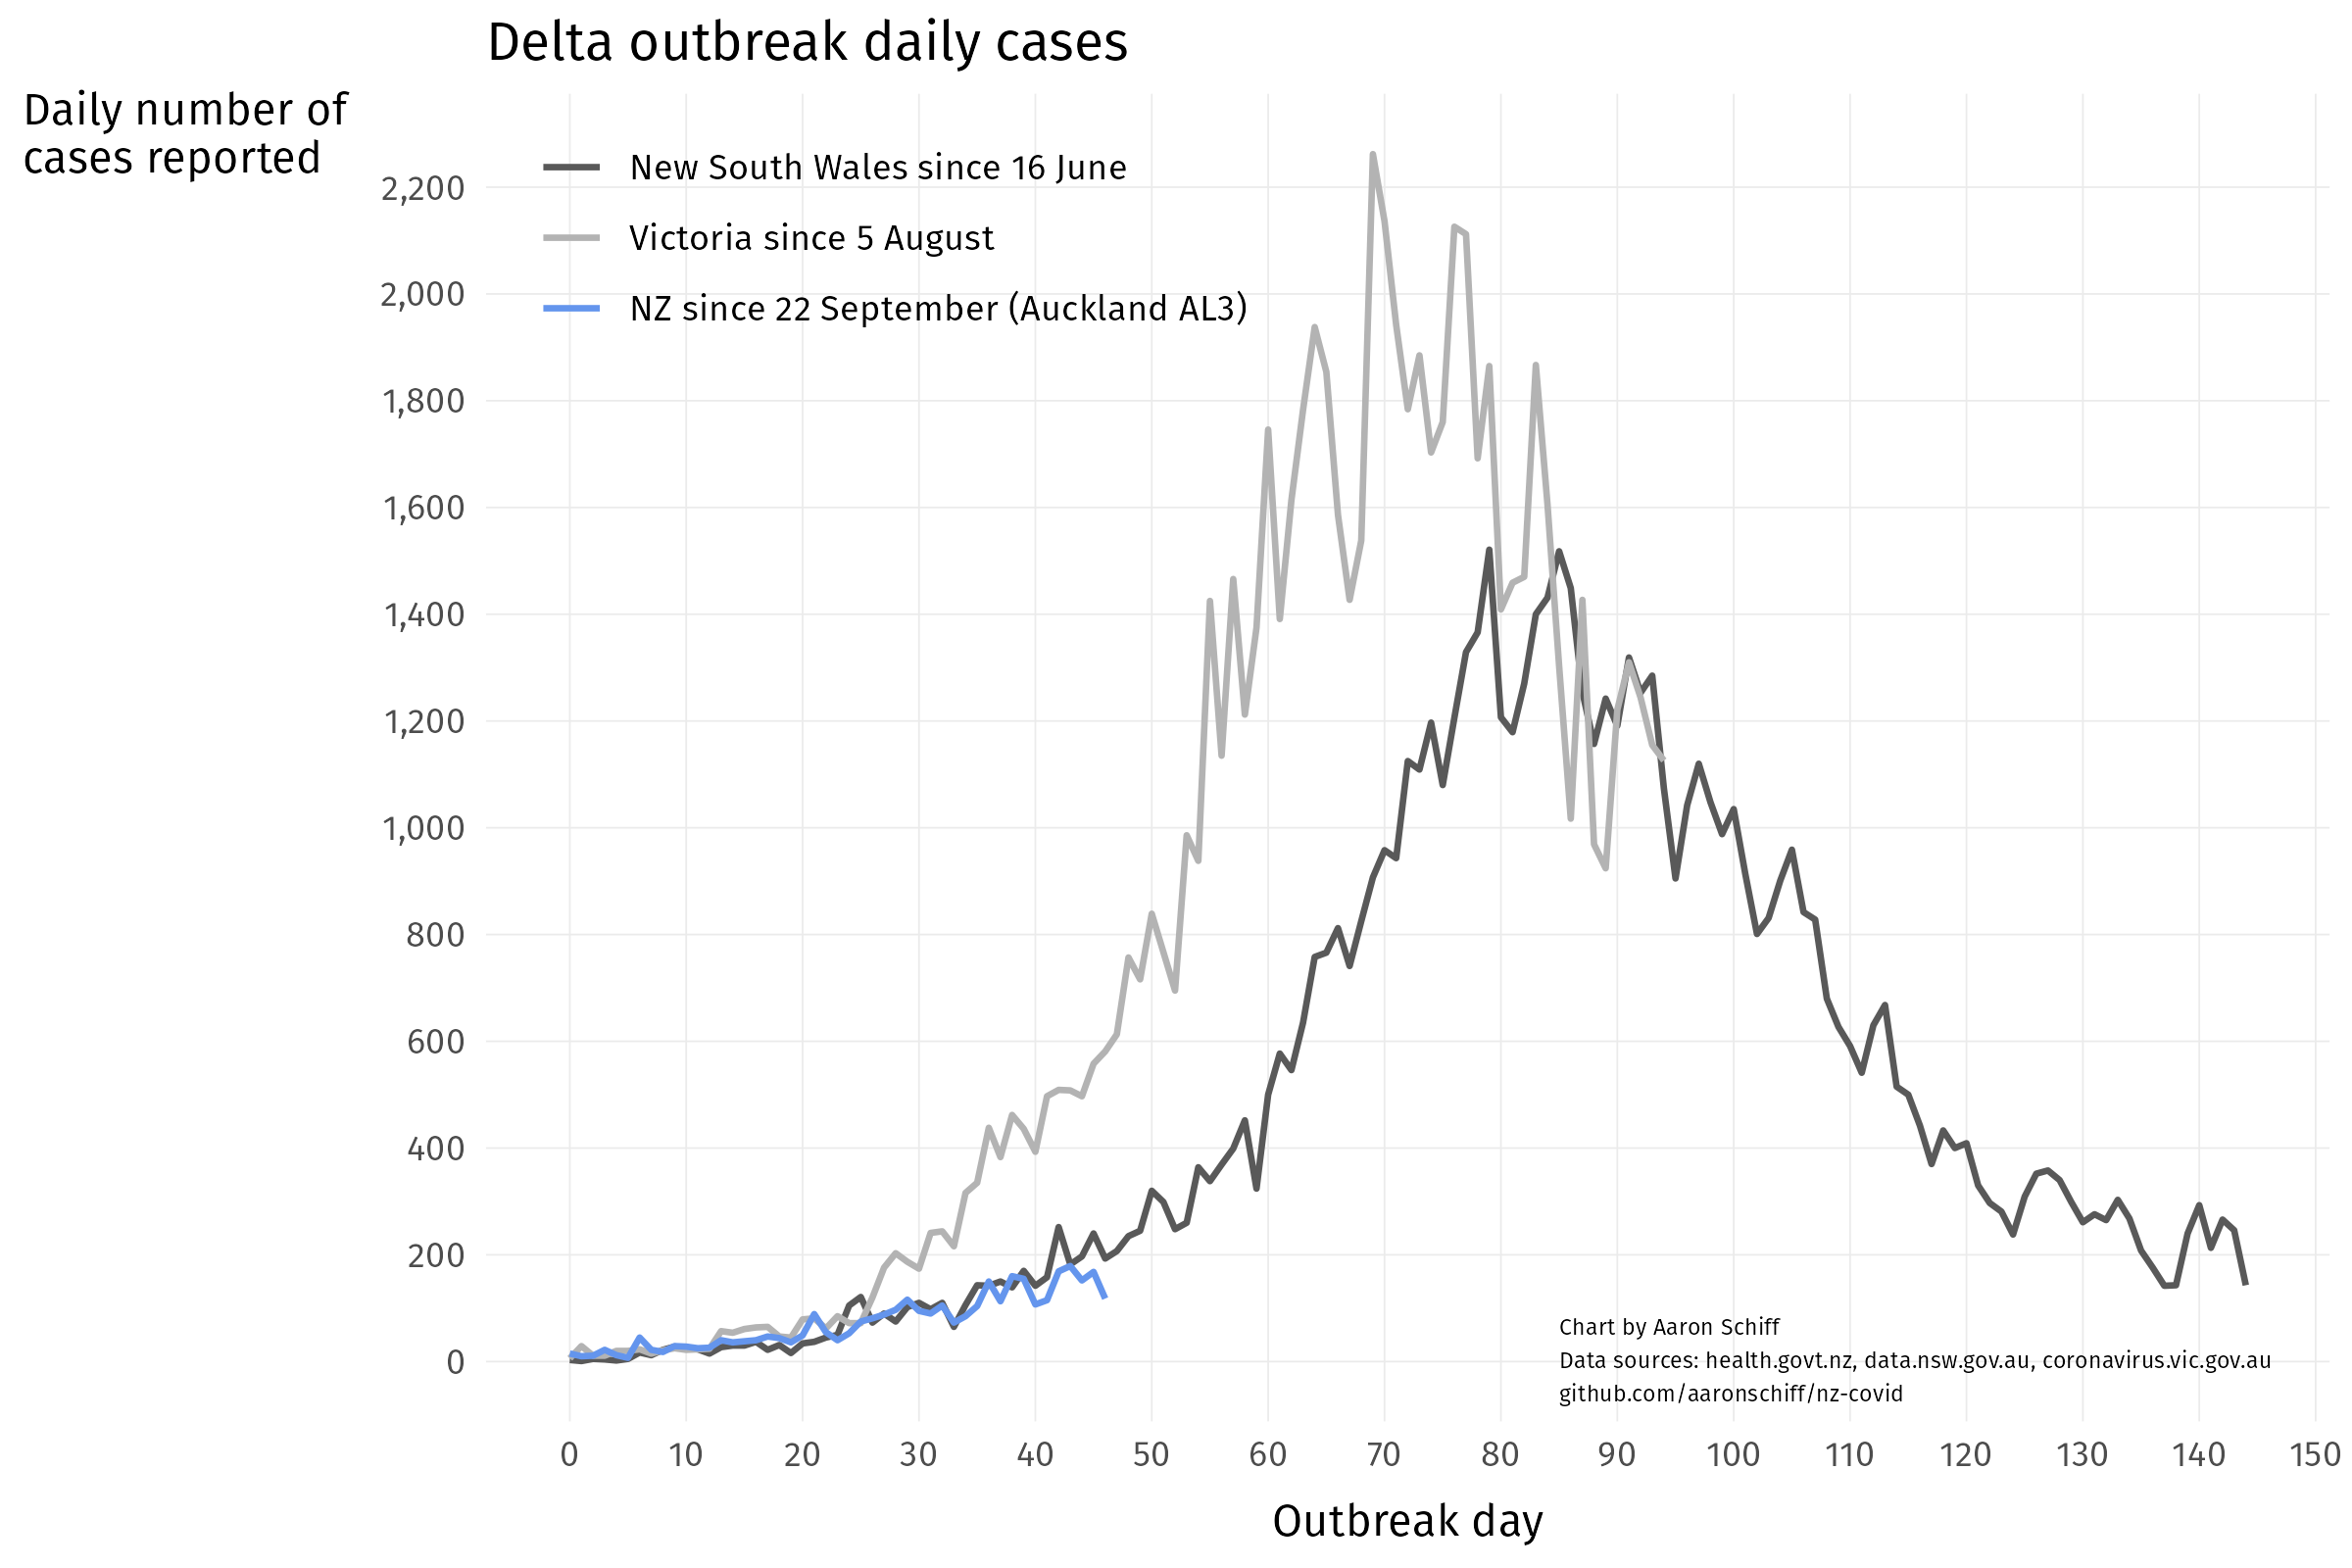 Delta outbreak daily cases
Daily number of
cases reported
New South Wales since 16 June
Victoria since 5 August
NZ since 22 September (Auckland AL3)
2,200
2,000
1,800
1,600
1,400
1,200
1,000
800
600
400
200
0
Chart by Aaron Schiff
Data sources: health.govt.nz, data.nsw.gov.au, coronavirus.vic.gov.au
github.com/aaronschiff/nz-covid
0 10 20 30 40 50 60 70 80 90 100 110 120 130 140 150
Outbreak day